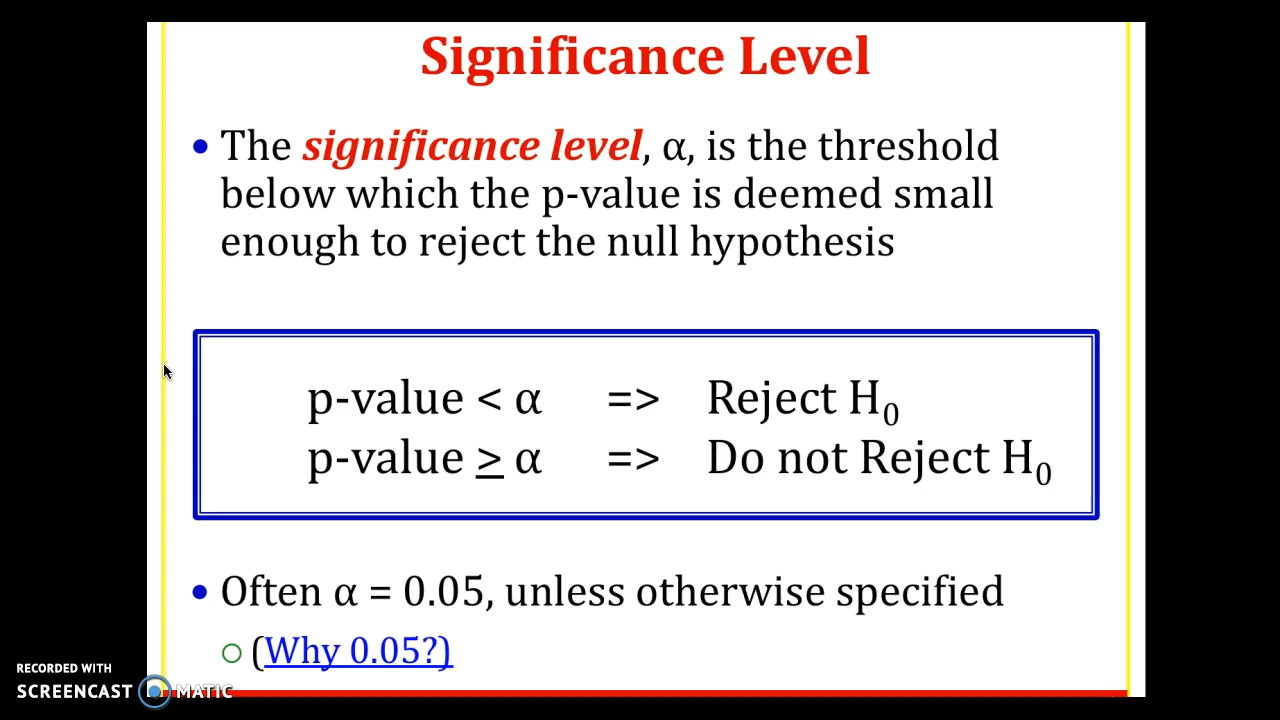 Significance Level
• The significance level, α, is the threshold
below which the p-value is deemed small
enough to reject the null hypothesis
p-value < α => Reject H₀
p-value ≥ α => Do not Reject H₀
• Often α = 0.05, unless otherwise specified
○ (Why 0.05?)
RECORDED WITH
SCREENCAST MATIC